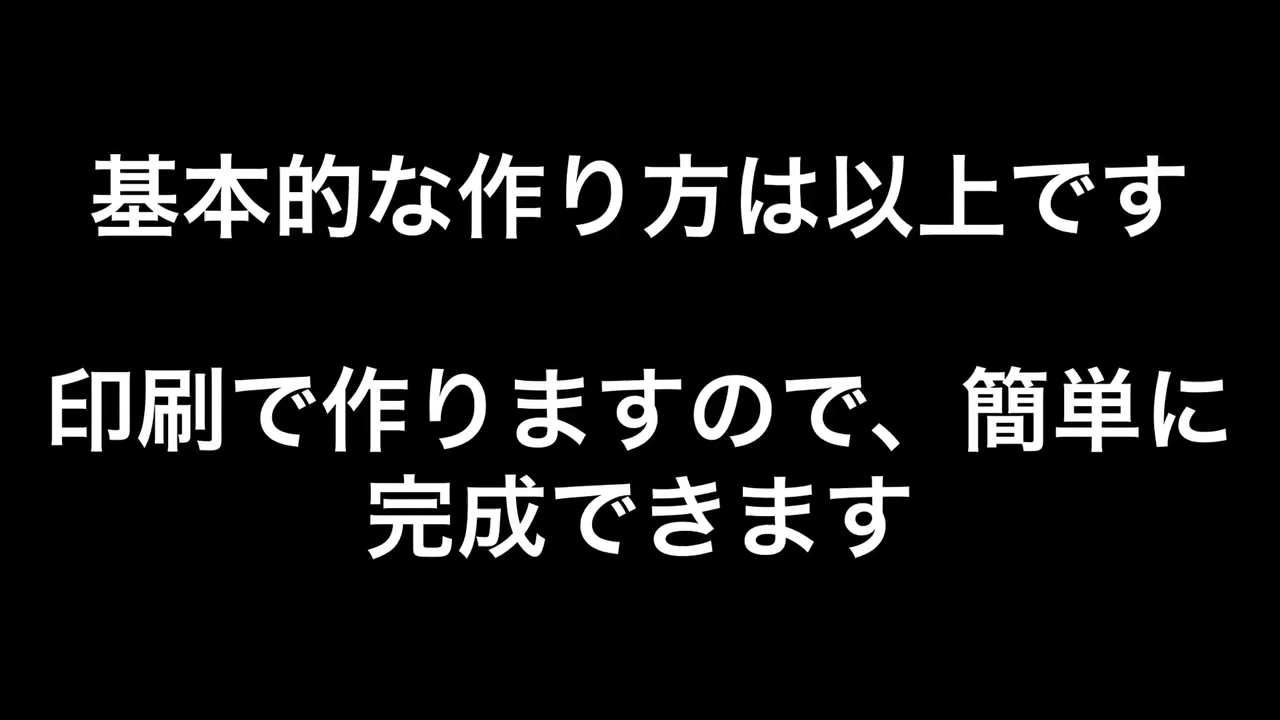 基本的な作り方は以上です
印刷で作りますので、簡単に
完成できます